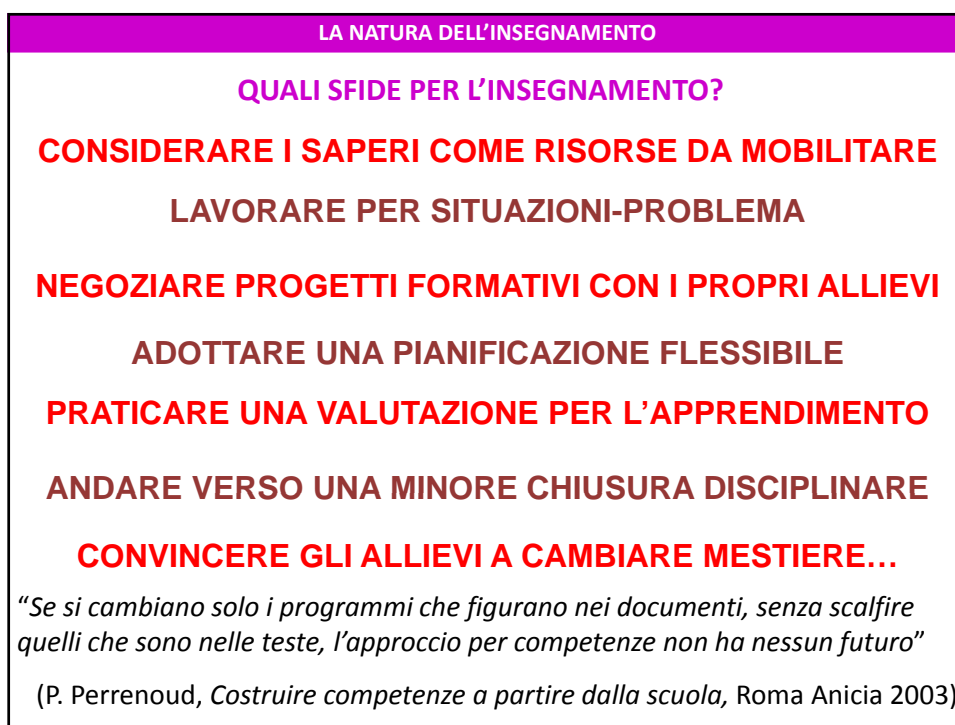 LA NATURA DELL’INSEGNAMENTO
QUALI SFIDE PER L’INSEGNAMENTO?
CONSIDERARE I SAPERI COME RISORSE DA MOBILITARE
LAVORARE PER SITUAZIONI-PROBLEMA
NEGOZIARE PROGETTI FORMATIVI CON I PROPRI ALLIEVI
ADOTTARE UNA PIANIFICAZIONE FLESSIBILE
PRATICARE UNA VALUTAZIONE PER L’APPRENDIMENTO
ANDARE VERSO UNA MINORE CHIUSURA DISCIPLINARE
CONVINCERE GLI ALLIEVI A CAMBIARE MESTIERE…
“Se si cambiano solo i programmi che figurano nei documenti, senza scalfire
quelli che sono nelle teste, l’approccio per competenze non ha nessun futuro”
(P. Perrenoud, Costruire competenze a partire dalla scuola, Roma Anicia 2003)